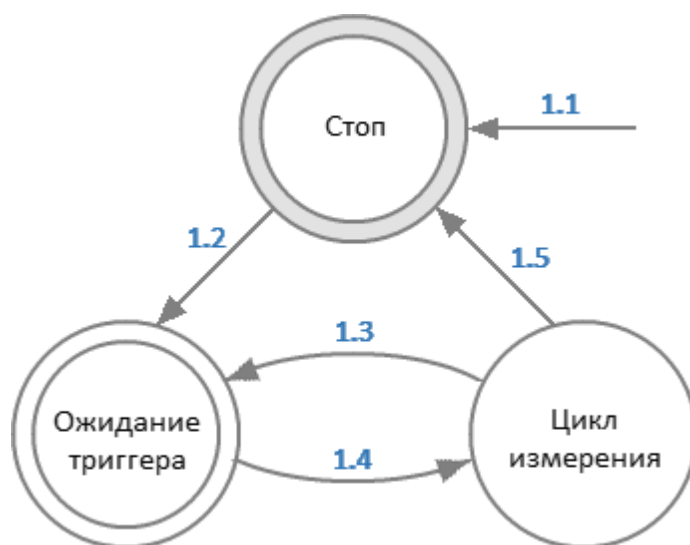 Стоп
1.1
1.2
1.5
1.3
Ожидание
триггера
1.4
Цикл
измерения